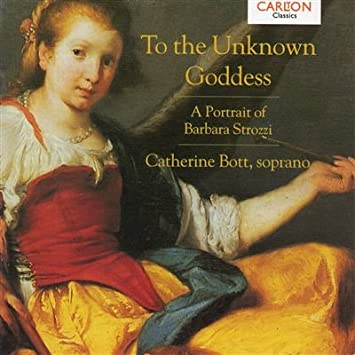 CARLTON
Classics
To the Unknown
Goddess
A Portrait of
Barbara Strozzi
Catherine Bott, soprano